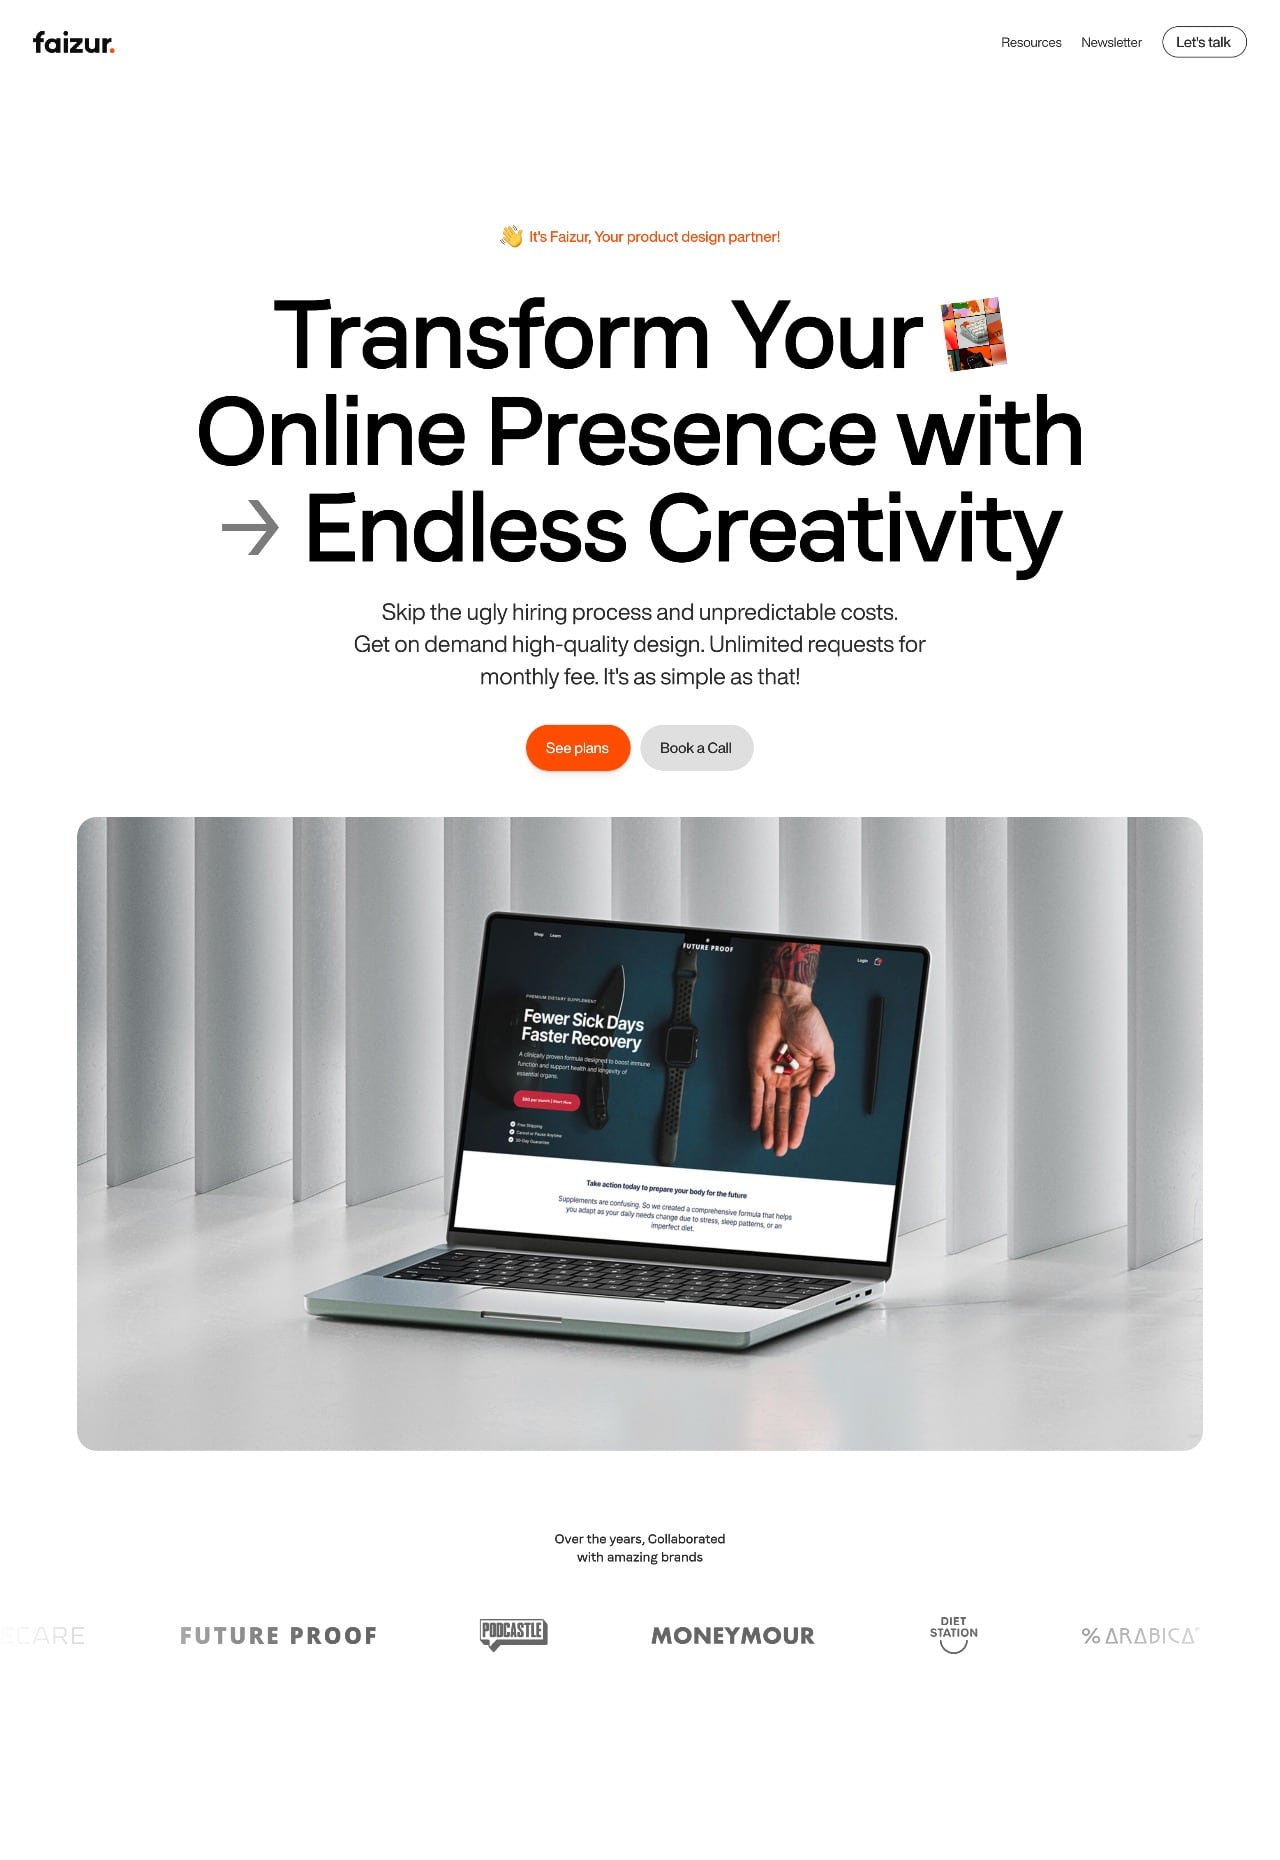 faizur.
Resources Newsletter Let's talk
It's Faizur, Your product design partner!
Transform Your
Online Presence with
→ Endless Creativity
Skip the ugly hiring process and unpredictable costs.
Get on demand high-quality design. Unlimited requests for
monthly fee. It's as simple as that!
See plans Book a Call
Shop Learn
FUTURE PROOF
Login
PREMIUM DIETARY SUPPLEMENT
Fewer Sick Days
Faster Recovery
A clinically proven formula designed to boost immune
function and support health and longevity of
essential organs.
$90 per month | Start Now
Free Shipping
Cancel or Pause Anytime
30-Day Guarantee
Take action today to prepare your body for the future
Supplements are confusing. So we created a comprehensive formula that helps
you adapt as your daily needs change due to stress, sleep patterns, or an
imperfect diet.
Over the years, Collaborated
with amazing brands
CARE
FUTURE PROOF
PODCASTLE
MONEYMOUR
DIET
STATION
% ARABICA